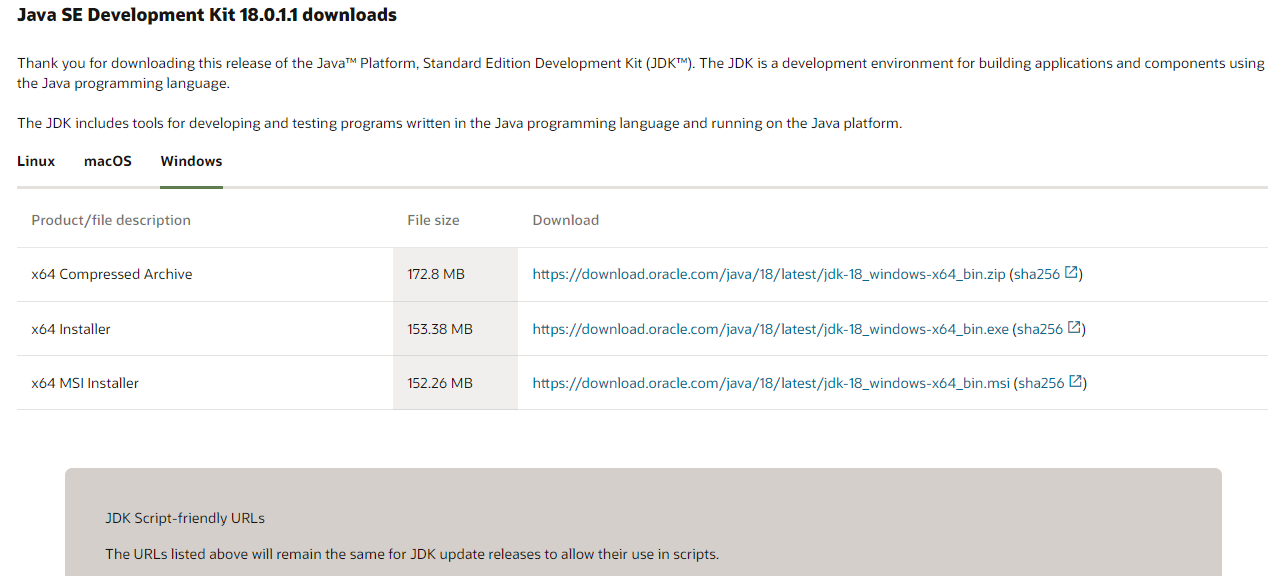 Java SE Development Kit 18.0.1.1 downloads
Thank you for downloading this release of the Java™ Platform, Standard Edition Development Kit (JDK™). The JDK is a development environment for building applications and components using
the Java programming language.
The JDK includes tools for developing and testing programs written in the Java programming language and running on the Java platform.
Linux macOS Windows
Product/file description File size Download
x64 Compressed Archive 172.8 MB https://download.oracle.com/java/18/latest/jdk-18_windows-x64_bin.zip (sha256)
x64 Installer 153.38 MB https://download.oracle.com/java/18/latest/jdk-18_windows-x64_bin.exe (sha256)
x64 MSI Installer 152.26 MB https://download.oracle.com/java/18/latest/jdk-18_windows-x64_bin.msi (sha256)
JDK Script-friendly URLs
The URLs listed above will remain the same for JDK update releases to allow their use in scripts.